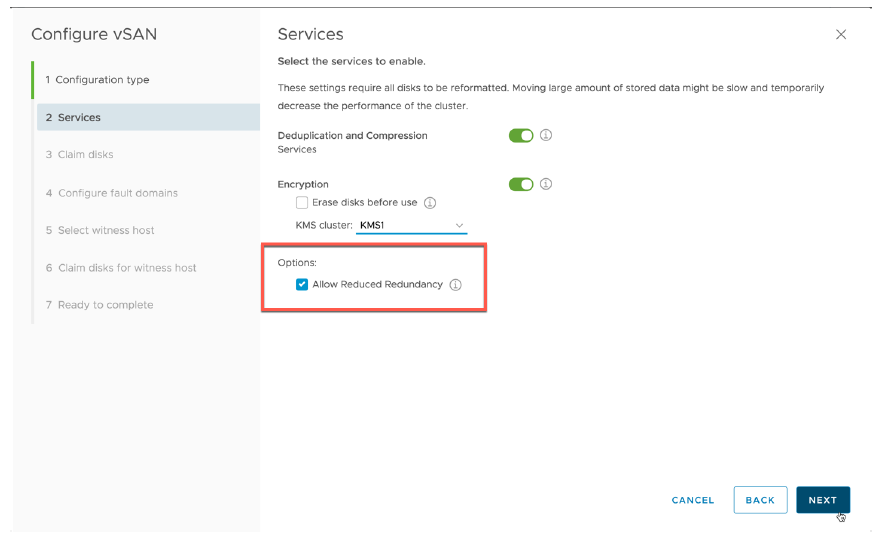 Configure vSAN
1 Configuration type
2 Services
3 Claim disks
4 Configure fault domains
5 Select witness host
6 Claim disks for witness host
7 Ready to complete
Services
Select the services to enable.
These settings require all disks to be reformatted. Moving large amount of stored data might be slow and temporarily
decrease the performance of the cluster.
Deduplication and Compression
Services
Encryption
Erase disks before use
KMS cluster: KMS1
Options:
Allow Reduced Redundancy
CANCEL
BACK
NEXT